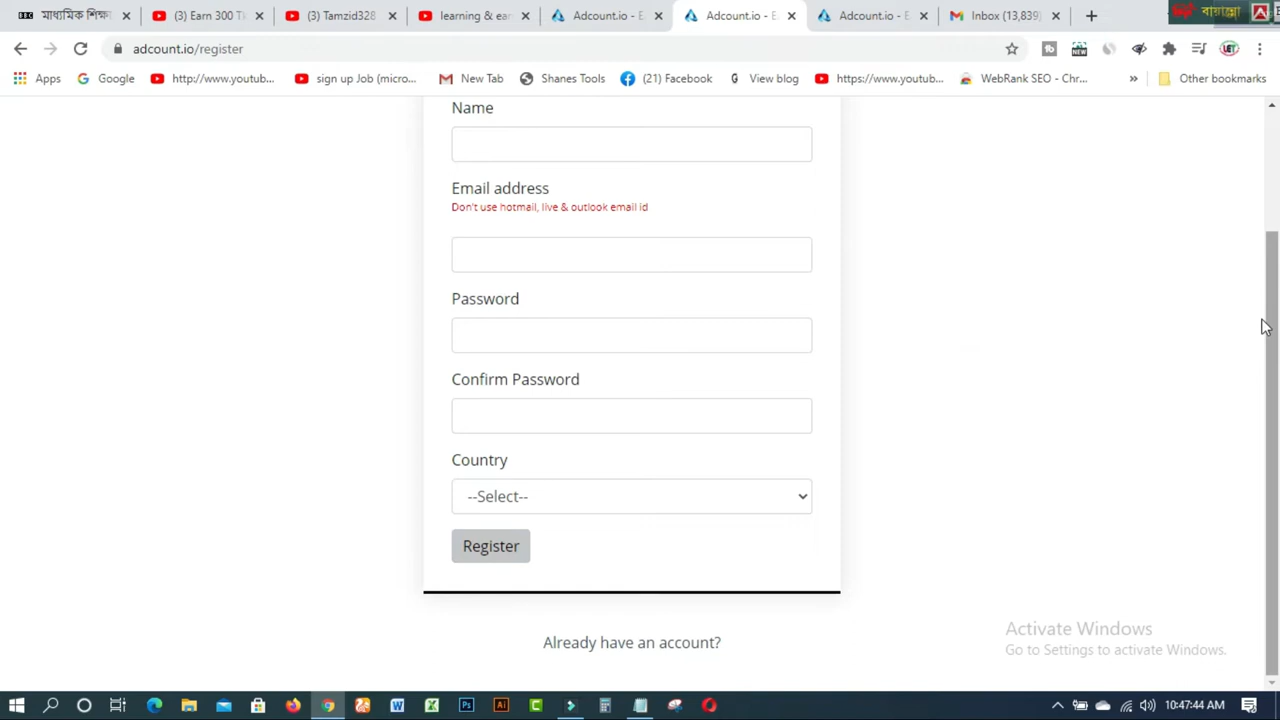 মাধ্যমিক শিক্ষ
(3) Earn 300 T
(3) Tamzid328
learning & ea
Adcount.io - E
Adcount.io - E
Adcount.io - E
Inbox (13,839)
adcount.io/register
NEW
Apps
Google
http://www.youtub...
sign up Job (micro...
New Tab
Shanes Tools
(21) Facebook
View blog
https://www.youtub...
WebRank SEO - Chr...
»
Other bookmarks
Name
Email address
Don't use hotmail, live & outlook email id
Password
Confirm Password
Country
--Select--
Register
Already have an account?
Activate Windows
Go to Settings to activate Windows.
10:47:44 AM